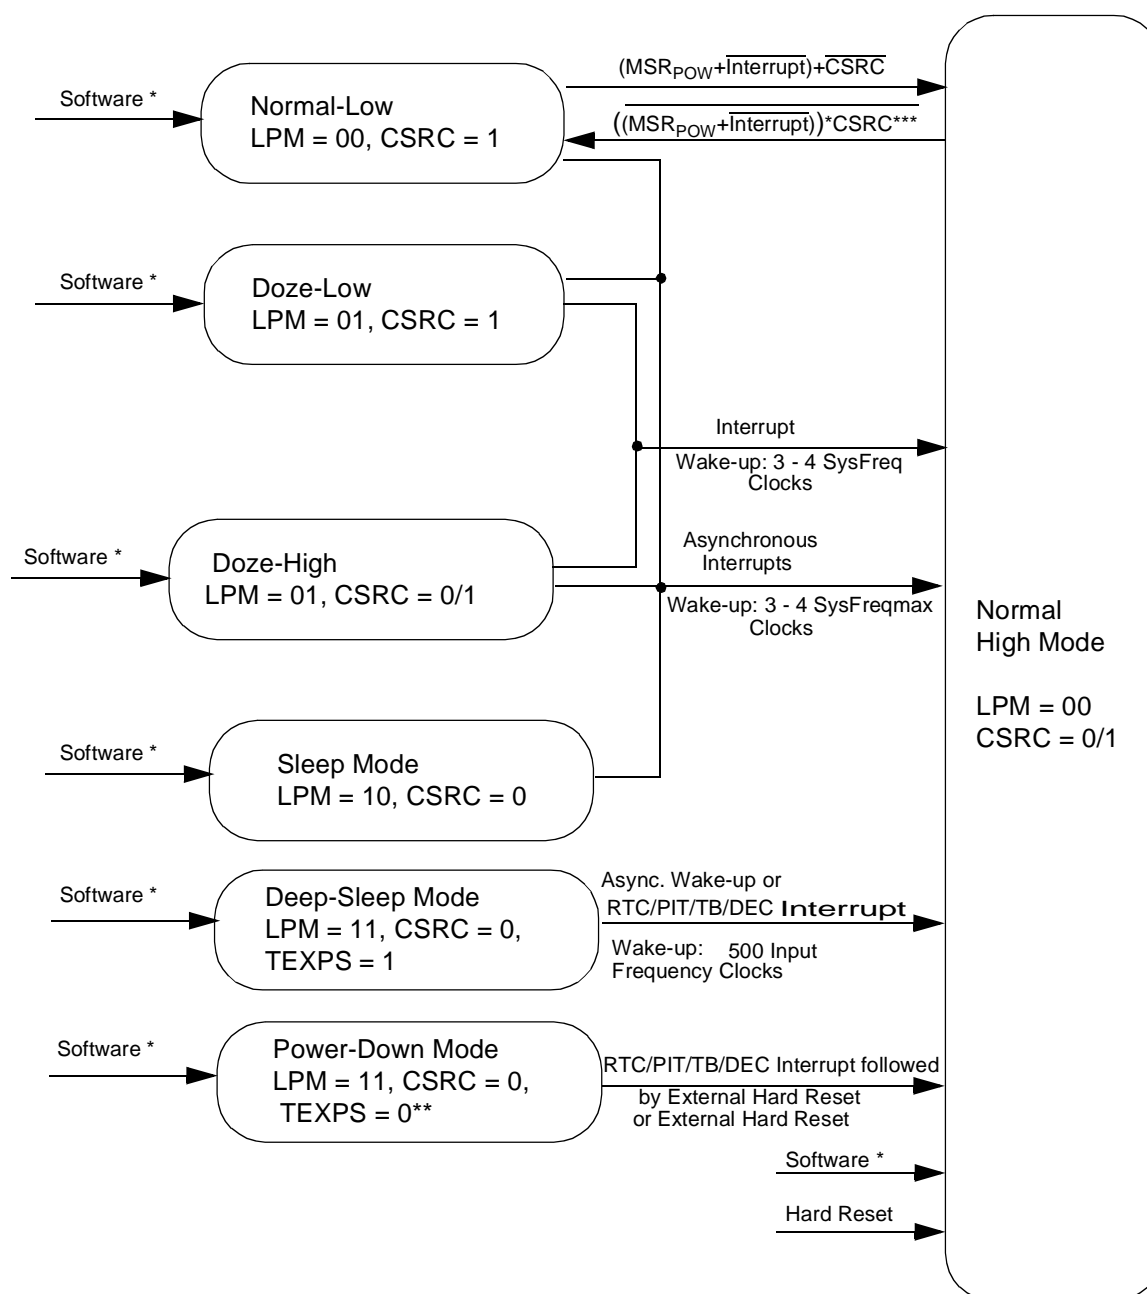 (MSRPOW+I̅n̅t̅e̅r̅r̅u̅p̅t̅)+C̅S̅R̅C̅
Software *
Normal-Low
LPM = 00, CSRC = 1
((MSRPOW+Interrupt))*CSRC***
Software *
Doze-Low
LPM = 01, CSRC = 1
Interrupt
Wake-up: 3 - 4 SysFreq
Clocks
Software *
Doze-High
LPM = 01, CSRC = 0/1
Asynchronous
Interrupts
Wake-up: 3 - 4 SysFreqmax
Clocks
Normal
High Mode
LPM = 00
CSRC = 0/1
Software *
Sleep Mode
LPM = 10, CSRC = 0
Software *
Deep-Sleep Mode
LPM = 11, CSRC = 0,
TEXPS = 1
Async. Wake-up or
RTC/PIT/TB/DEC Interrupt
Wake-up: 500 Input
Frequency Clocks
Software *
Power-Down Mode
LPM = 11, CSRC = 0,
TEXPS = 0**
RTC/PIT/TB/DEC Interrupt followed
by External Hard Reset
or External Hard Reset
Software *
Hard Reset